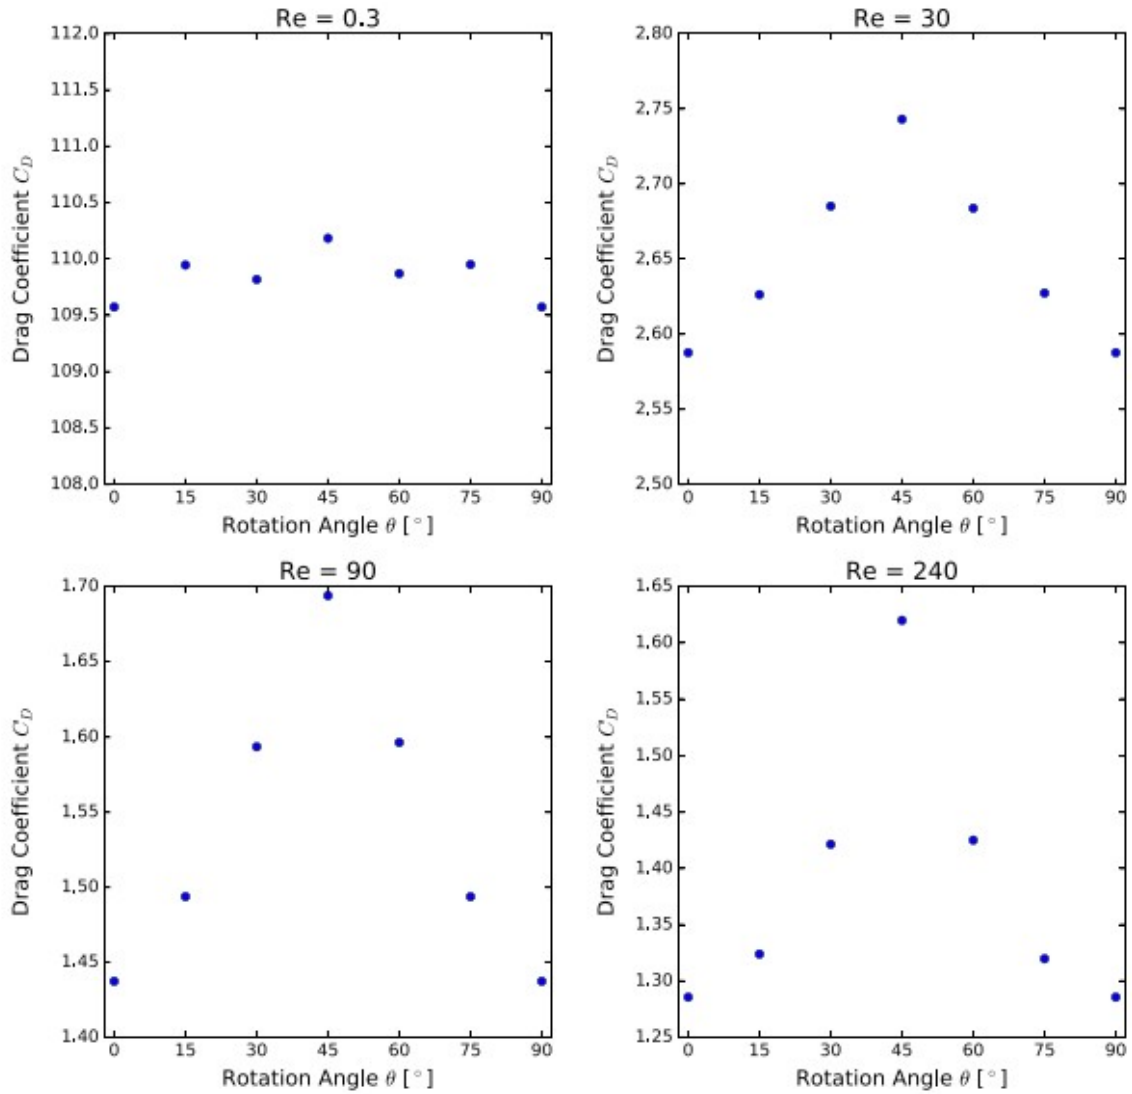 Re = 0.3
112.0
111.5
111.0
110.5
110.0
109.5
109.0
108.5
108.0
Drag Coefficient C_D
0 15 30 45 60 75 90
Rotation Angle θ [°]
Re = 30
2.80
2.75
2.70
2.65
2.60
2.55
2.50
Drag Coefficient C_D
0 15 30 45 60 75 90
Rotation Angle θ [°]
Re = 90
1.70
1.65
1.60
1.55
1.50
1.45
1.40
Drag Coefficient C_D
0 15 30 45 60 75 90
Rotation Angle θ [°]
Re = 240
1.65
1.60
1.55
1.50
1.45
1.40
1.35
1.30
1.25
Drag Coefficient C_D
0 15 30 45 60 75 90
Rotation Angle θ [°]